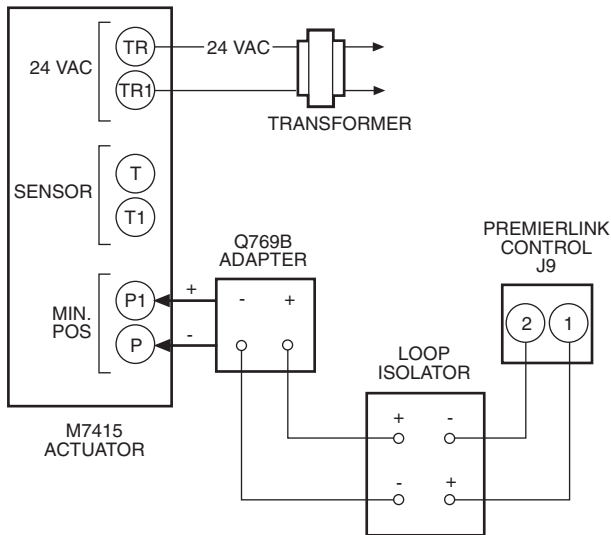 24 VAC
TR
TR1
24 VAC
TRANSFORMER
SENSOR
T
T1
MIN.
POS
P1
P
+
-
Q769B
ADAPTER
- +
PREMIERLINK
CONTROL
J9
2 1
LOOP
ISOLATOR
+ -
- +
M7415
ACTUATOR